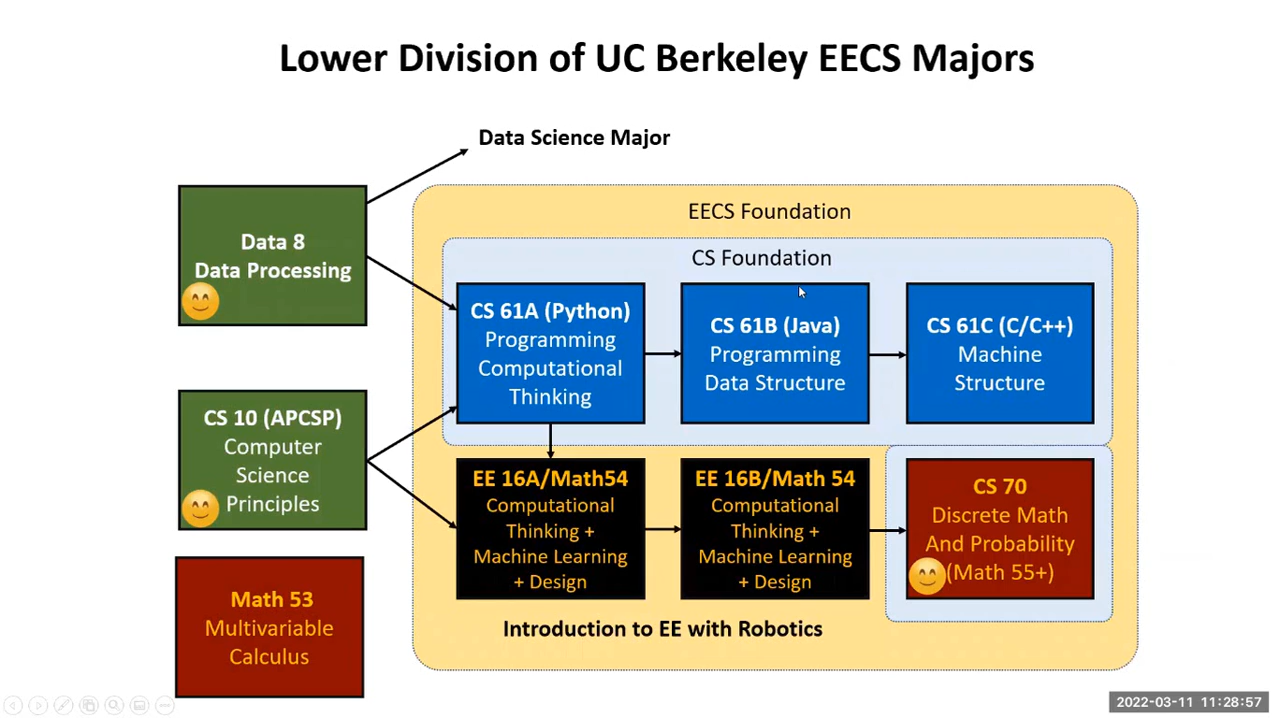 Lower Division of UC Berkeley EECS Majors
Data Science Major
Data 8
Data Processing
EECS Foundation
CS Foundation
CS 61A (Python)
Programming
Computational
Thinking
CS 61B (Java)
Programming
Data Structure
CS 61C (C/C++)
Machine
Structure
CS 10 (APCSP)
Computer
Science
Principles
EE 16A/Math54
Computational
Thinking +
Machine Learning
+ Design
EE 16B/Math 54
Computational
Thinking +
Machine Learning
+ Design
CS 70
Discrete Math
And Probability
(Math 55+)
Math 53
Multivariable
Calculus
Introduction to EE with Robotics
2022-03-11 11:28:57